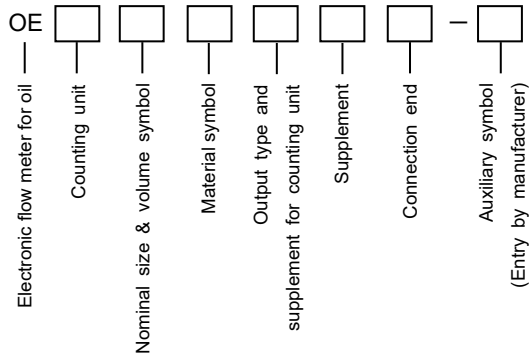 OE –
Electronic flow meter for oil
Counting unit
Nominal size & volume symbol
Material symbol
Output type and
supplement for counting unit
Supplement
Connection end
Auxiliary symbol
(Entry by manufacturer)